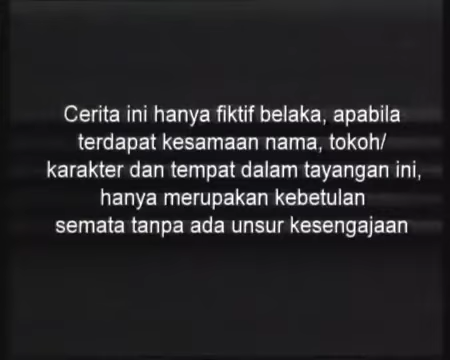 Cerita ini hanya fiktif belaka, apabila
terdapat kesamaan nama, tokoh/
karakter dan tempat dalam tayangan ini,
hanya merupakan kebetulan
semata tanpa ada unsur kesengajaan